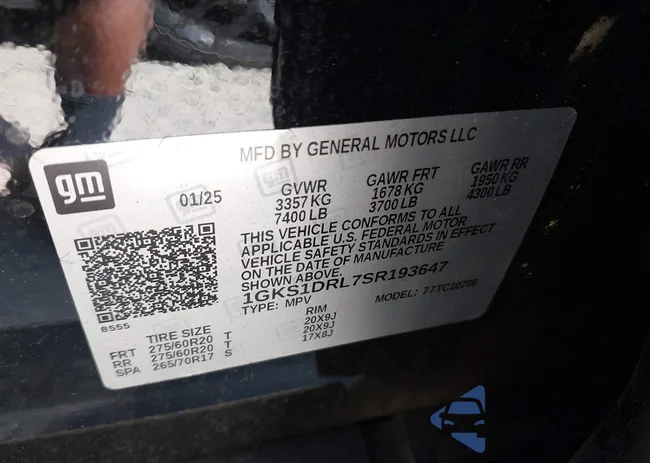 MFD BY GENERAL MOTORS LLC
gm
01/25
GVWR GAWR FRT GAWR RR
3357 KG 1678 KG 1950 KG
7400 LB 3700 LB 4300 LB
THIS VEHICLE CONFORMS TO ALL
APPLICABLE U.S. FEDERAL MOTOR
VEHICLE SAFETY STANDARDS IN EFFECT
ON THE DATE OF MANUFACTURE
SHOWN ABOVE.
1GKS1DRL7SR193647
TYPE: MPV MODEL: 77TC10706
8555
TIRE SIZE RIM
FRT 275/60R20 T 20X9J
RR 275/60R20 T 20X9J
SPA 265/70R17 S 17X8J